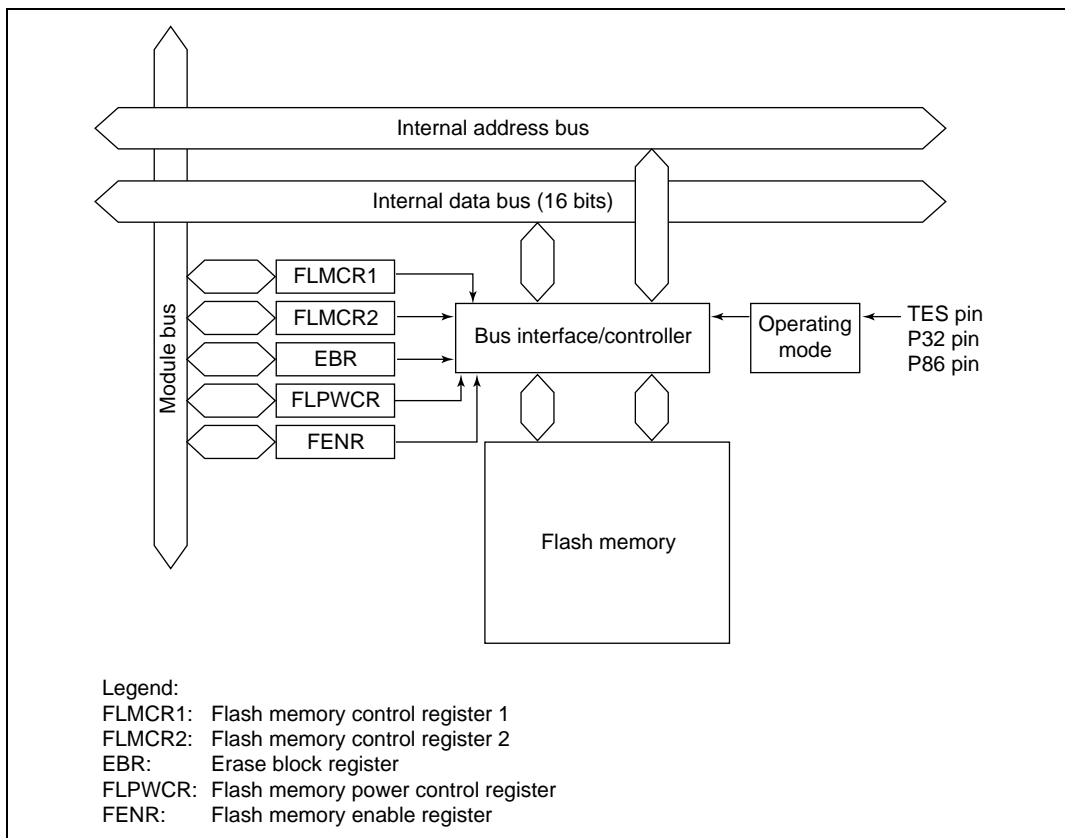 Internal address bus
Internal data bus (16 bits)
Module bus
FLMCR1
FLMCR2
EBR
FLPWCR
FENR
Bus interface/controller
Operating
mode
TES pin
P32 pin
P86 pin
Flash memory
Legend:
FLMCR1: Flash memory control register 1
FLMCR2: Flash memory control register 2
EBR: Erase block register
FLPWCR: Flash memory power control register
FENR: Flash memory enable register